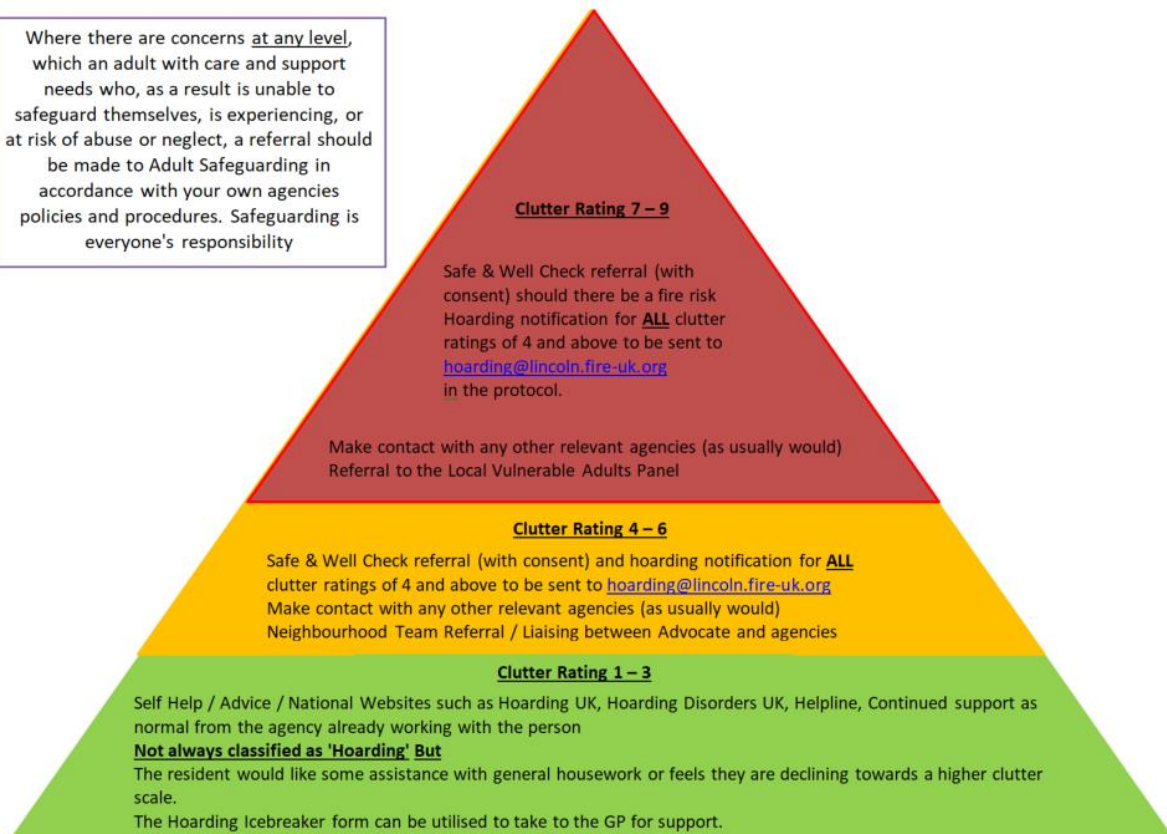 Where there are concerns at any level,
which an adult with care and support
needs who, as a result is unable to
safeguard themselves, is experiencing, or
at risk of abuse or neglect, a referral should
be made to Adult Safeguarding in
accordance with your own agencies
policies and procedures. Safeguarding is
everyone's responsibility
Clutter Rating 7 – 9
Safe & Well Check referral (with
consent) should there be a fire risk
Hoarding notification for ALL clutter
ratings of 4 and above to be sent to
hoarding@lincoln.fire-uk.org
in the protocol.
Make contact with any other relevant agencies (as usually would)
Referral to the Local Vulnerable Adults Panel
Clutter Rating 4 – 6
Safe & Well Check referral (with consent) and hoarding notification for ALL
clutter ratings of 4 and above to be sent to hoarding@lincoln.fire-uk.org
Make contact with any other relevant agencies (as usually would)
Neighbourhood Team Referral / Liaising between Advocate and agencies
Clutter Rating 1 – 3
Self Help / Advice / National Websites such as Hoarding UK, Hoarding Disorders UK, Helpline, Continued support as
normal from the agency already working with the person
Not always classified as 'Hoarding' But
The resident would like some assistance with general housework or feels they are declining towards a higher clutter
scale.
The Hoarding Icebreaker form can be utilised to take to the GP for support.